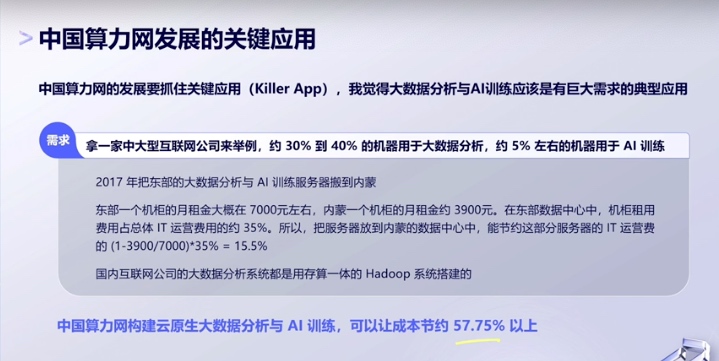 > 中国算力网发展的关键应用
中国算力网的发展要抓住关键应用（Killer App），我觉得大数据分析与AI训练应该是有巨大需求的典型应用
需求
拿一家中大型互联网公司来举例，约 30% 到 40% 的机器用于大数据分析，约 5% 左右的机器用于 AI 训练
2017 年把东部的大数据分析与 AI 训练服务器搬到内蒙
东部一个机柜的月租金大概在 7000元左右，内蒙一个机柜的月租金约 3900元。在东部数据中心中，机柜租用
费用占总体 IT 运营费用的约 35%。所以，把服务器放到内蒙的数据中心中，能节约这部分服务器的 IT 运营费
的 (1-3900/7000)*35% = 15.5%
国内互联网公司的大数据分析系统都是用存算一体的 Hadoop 系统搭建的
中国算力网构建云原生大数据分析与 AI 训练，可以让成本节约 57.75% 以上